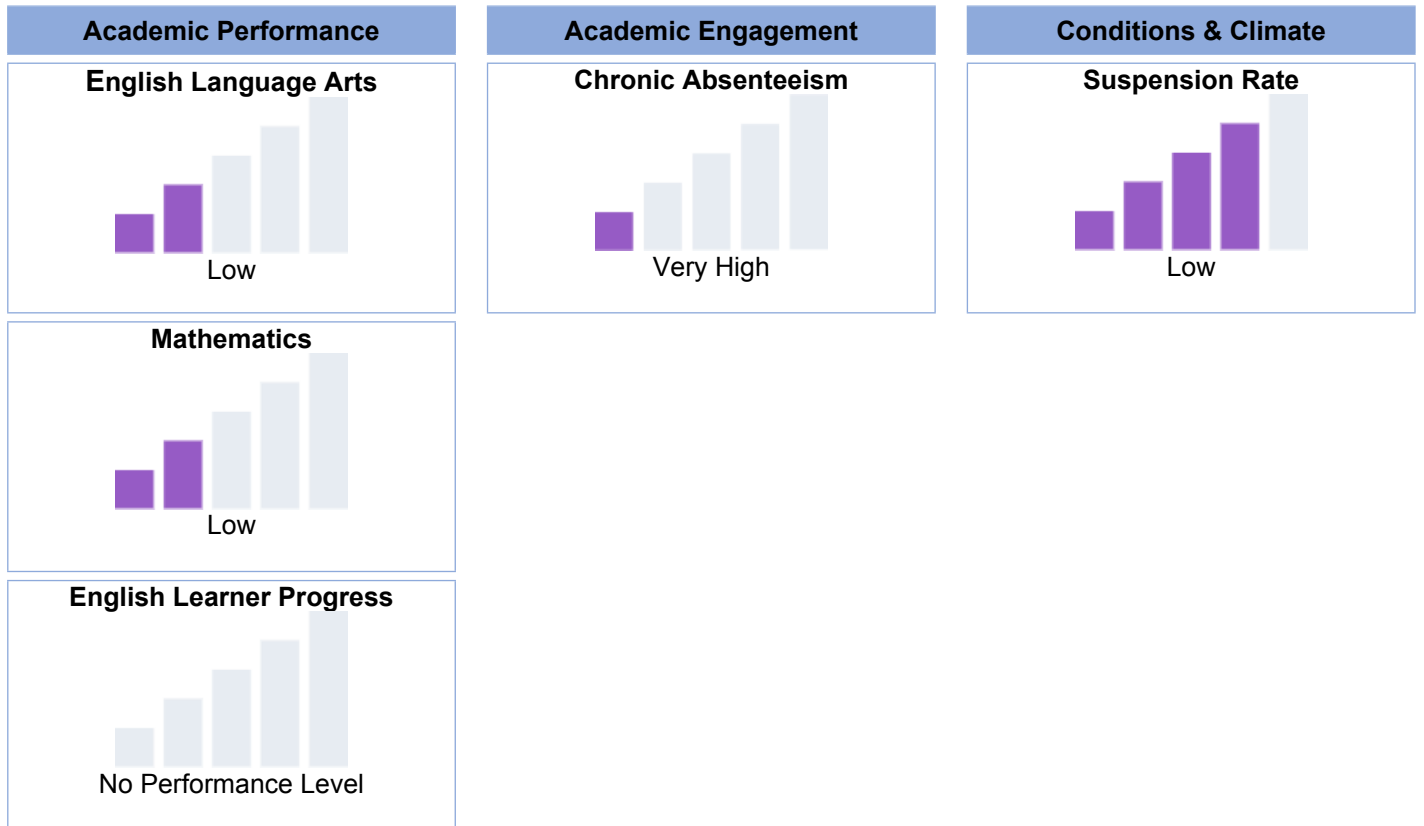 Academic Performance
Academic Engagement
Conditions & Climate
English Language Arts
Low
Chronic Absenteeism
Very High
Suspension Rate
Low
Mathematics
Low
English Learner Progress
No Performance Level